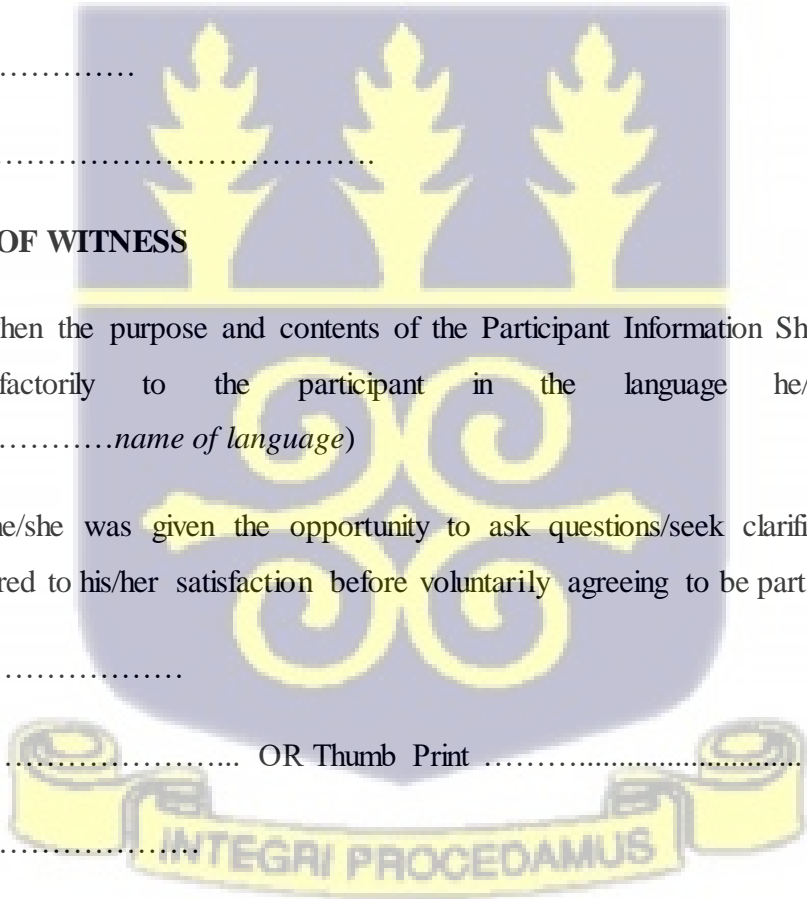 …………
………………………………
OF WITNESS
hen the purpose and contents of the Participant Information Sh
factorily to the participant in the language he/
…………name of language)
he/she was given the opportunity to ask questions/seek clarifi
red to his/her satisfaction before voluntarily agreeing to be part
………………
…………………... OR Thumb Print ………...........................
…………………
INTEGRI PROCEDAMUS